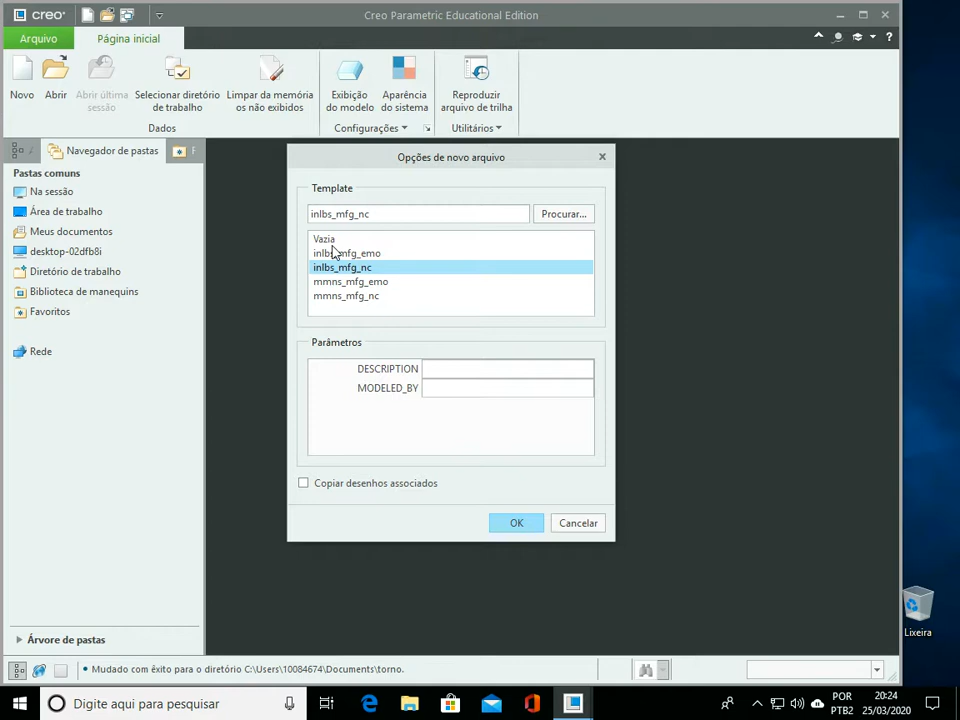 creo®
Creo Parametric Educational Edition
Arquivo
Página inicial
Novo
Abrir
Abrir última sessão
Selecionar diretório de trabalho
Limpar da memória os não exibidos
Exibição do modelo
Aparência do sistema
Reproduzir arquivo de trilha
Dados
Configurações
Utilitários
Navegador de pastas
Pastas comuns
Na sessão
Área de trabalho
Meus documentos
desktop-02dfb8i
Diretório de trabalho
Biblioteca de manequins
Favoritos
Rede
Árvore de pastas
Opções de novo arquivo
Template
inlbs_mfg_nc
Procurar...
Vazia
inlbs_mfg_emo
inlbs_mfg_nc
mmns_mfg_emo
mmns_mfg_nc
Parâmetros
DESCRIPTION
MODELED_BY
Copiar desenhos associados
OK
Cancelar
• Mudado com êxito para o diretório C:\Users\10084674\Documents\torno.
Lixeira
Digite aqui para pesquisar
POR
PTB2
20:24
25/03/2020